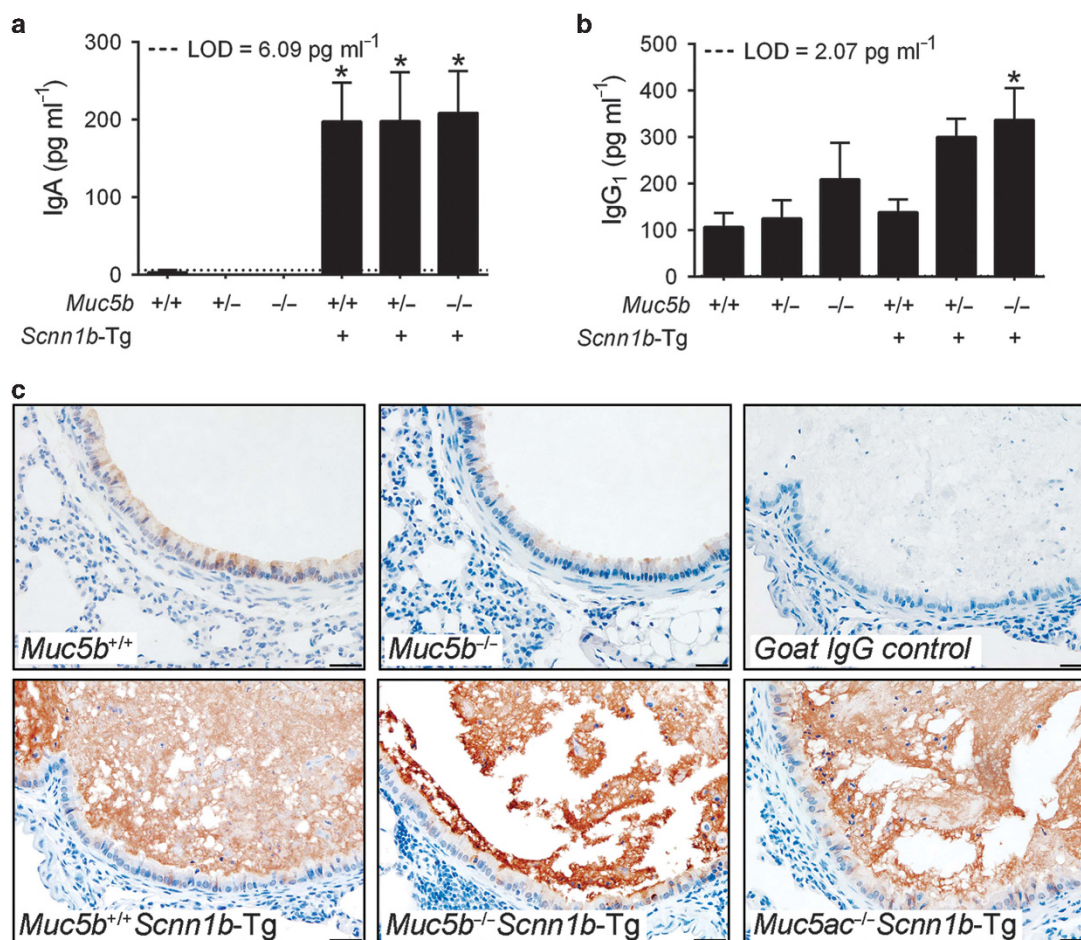 a
LOD = 6.09 pg ml⁻¹
IgA (pg ml⁻¹)
300
200
100
0
* * *
Muc5b +/+ +/– –/– +/+ +/– –/–
Scnn1b-Tg + + +
b
LOD = 2.07 pg ml⁻¹
IgG₁ (pg ml⁻¹)
500
400
300
200
100
0
*
Muc5b +/+ +/– –/– +/+ +/– –/–
Scnn1b-Tg + + +
c
Muc5b⁺/⁺
Muc5b⁻/⁻
Goat IgG control
Muc5b⁺/⁺Scnn1b-Tg
Muc5b⁻/⁻Scnn1b-Tg
Muc5ac⁻/⁻Scnn1b-Tg